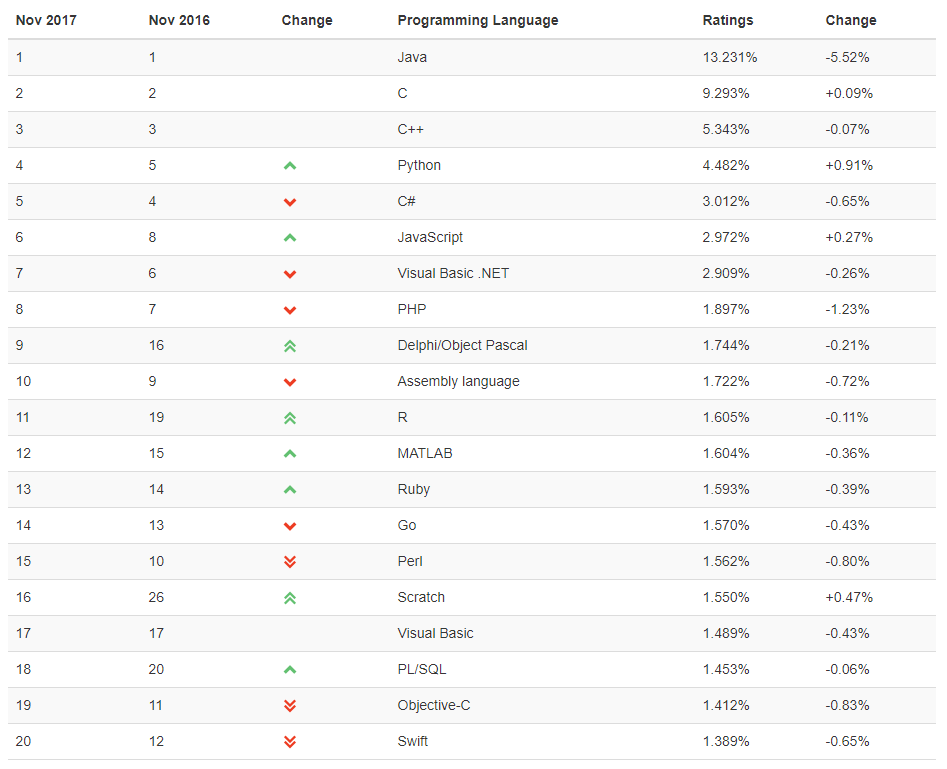 Nov 2017 Nov 2016 Change Programming Language Ratings Change
1 1 Java 13.231% -5.52%
2 2 C 9.293% +0.09%
3 3 C++ 5.343% -0.07%
4 5 Python 4.482% +0.91%
5 4 C# 3.012% -0.65%
6 8 JavaScript 2.972% +0.27%
7 6 Visual Basic .NET 2.909% -0.26%
8 7 PHP 1.897% -1.23%
9 16 Delphi/Object Pascal 1.744% -0.21%
10 9 Assembly language 1.722% -0.72%
11 19 R 1.605% -0.11%
12 15 MATLAB 1.604% -0.36%
13 14 Ruby 1.593% -0.39%
14 13 Go 1.570% -0.43%
15 10 Perl 1.562% -0.80%
16 26 Scratch 1.550% +0.47%
17 17 Visual Basic 1.489% -0.43%
18 20 PL/SQL 1.453% -0.06%
19 11 Objective-C 1.412% -0.83%
20 12 Swift 1.389% -0.65%